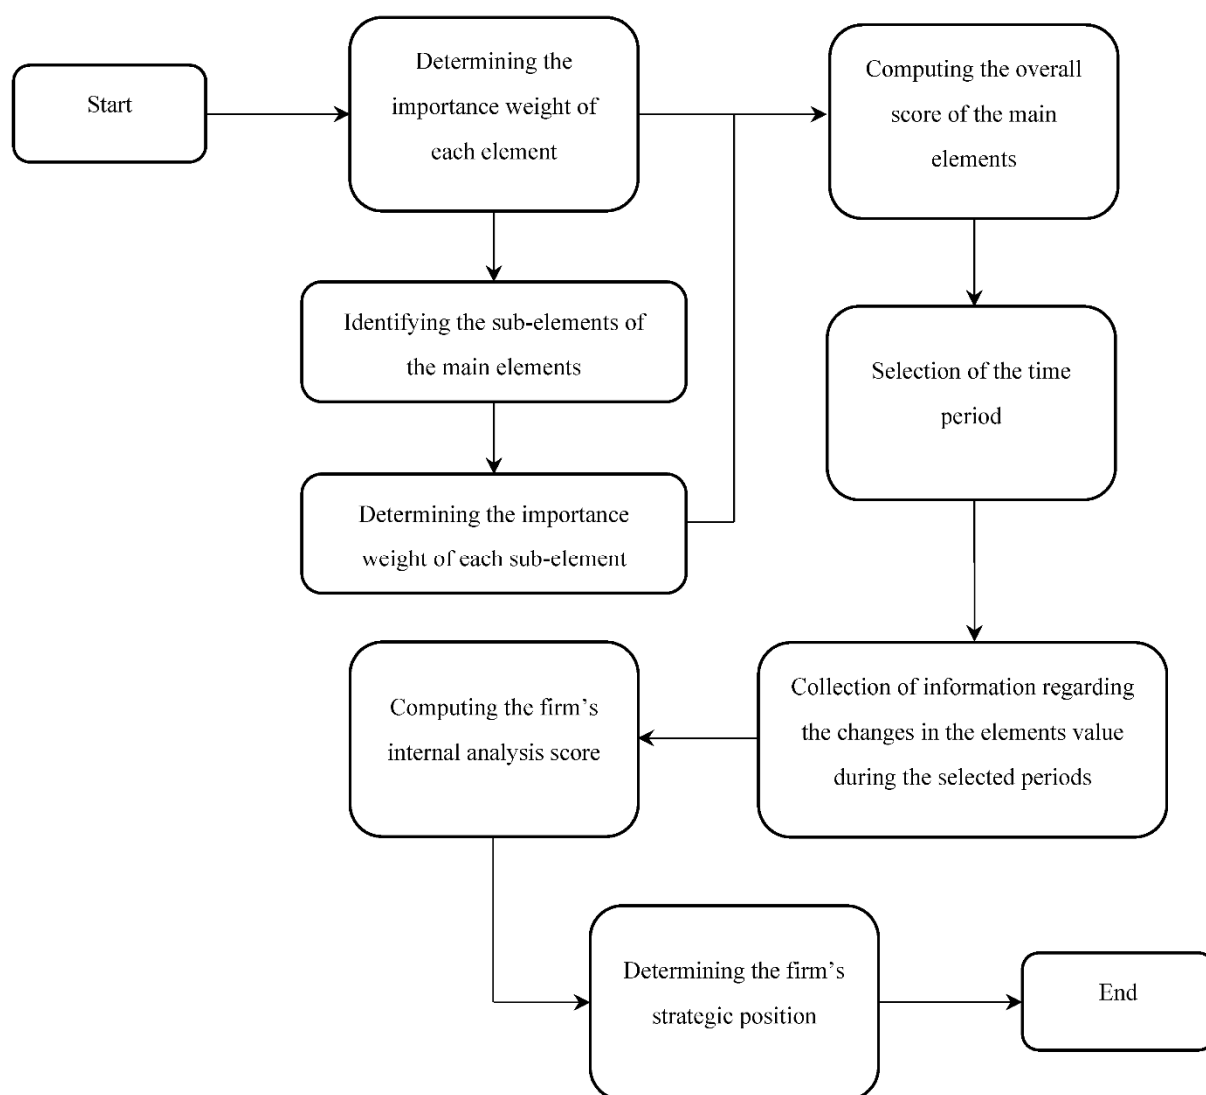 Start
Determining the
importance weight of
each element
Computing the overall
score of the main
elements
Identifying the sub-elements of
the main elements
Selection of the time
period
Determining the importance
weight of each sub-element
Computing the firm's
internal analysis score
Collection of information regarding
the changes in the elements value
during the selected periods
Determining the firm's
strategic position
End